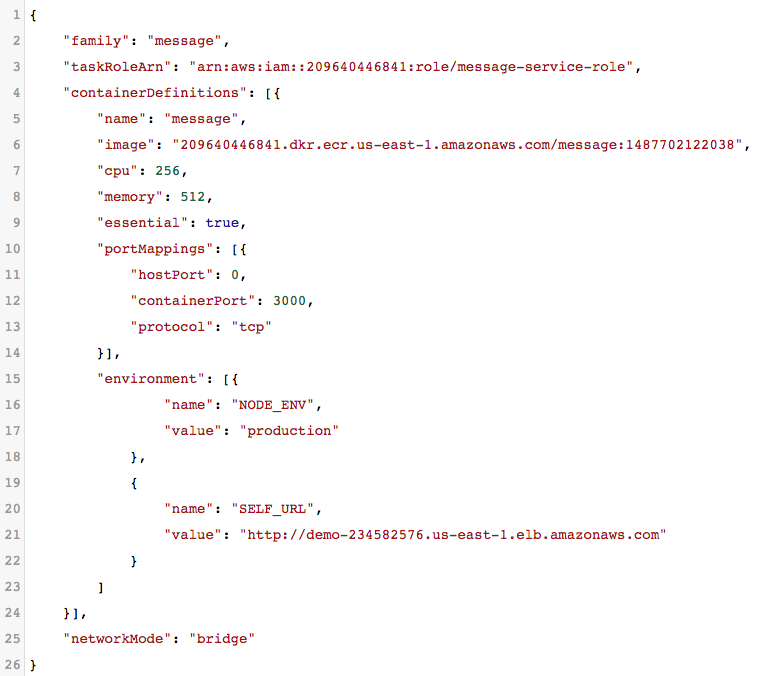 1 {
2 "family": "message",
3 "taskRoleArn": "arn:aws:iam::209640446841:role/message-service-role",
4 "containerDefinitions": [{
5 "name": "message",
6 "image": "209640446841.dkr.ecr.us-east-1.amazonaws.com/message:1487702122038",
7 "cpu": 256,
8 "memory": 512,
9 "essential": true,
10 "portMappings": [{
11 "hostPort": 0,
12 "containerPort": 3000,
13 "protocol": "tcp"
14 }],
15 "environment": [{
16 "name": "NODE_ENV",
17 "value": "production"
18 },
19 {
20 "name": "SELF_URL",
21 "value": "http://demo-234582576.us-east-1.elb.amazonaws.com"
22 }
23 ]
24 }],
25 "networkMode": "bridge"
26 }